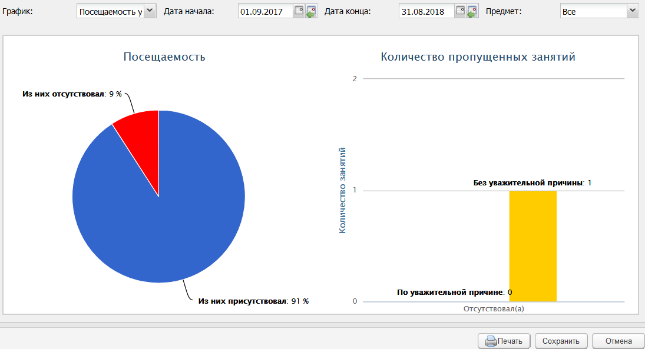 График: Посещаемость у Дата начала: 01.09.2017 Дата конца: 31.08.2018 Предмет: Все
Посещаемость
Из них отсутствовал: 9 %
Из них присутствовал: 91 %
Количество пропущенных занятий
Количество занятий
2
1
0
Без уважительной причины: 1
По уважительной причине: 0
Отсутствовал(а)
Печать Сохранить Отмена